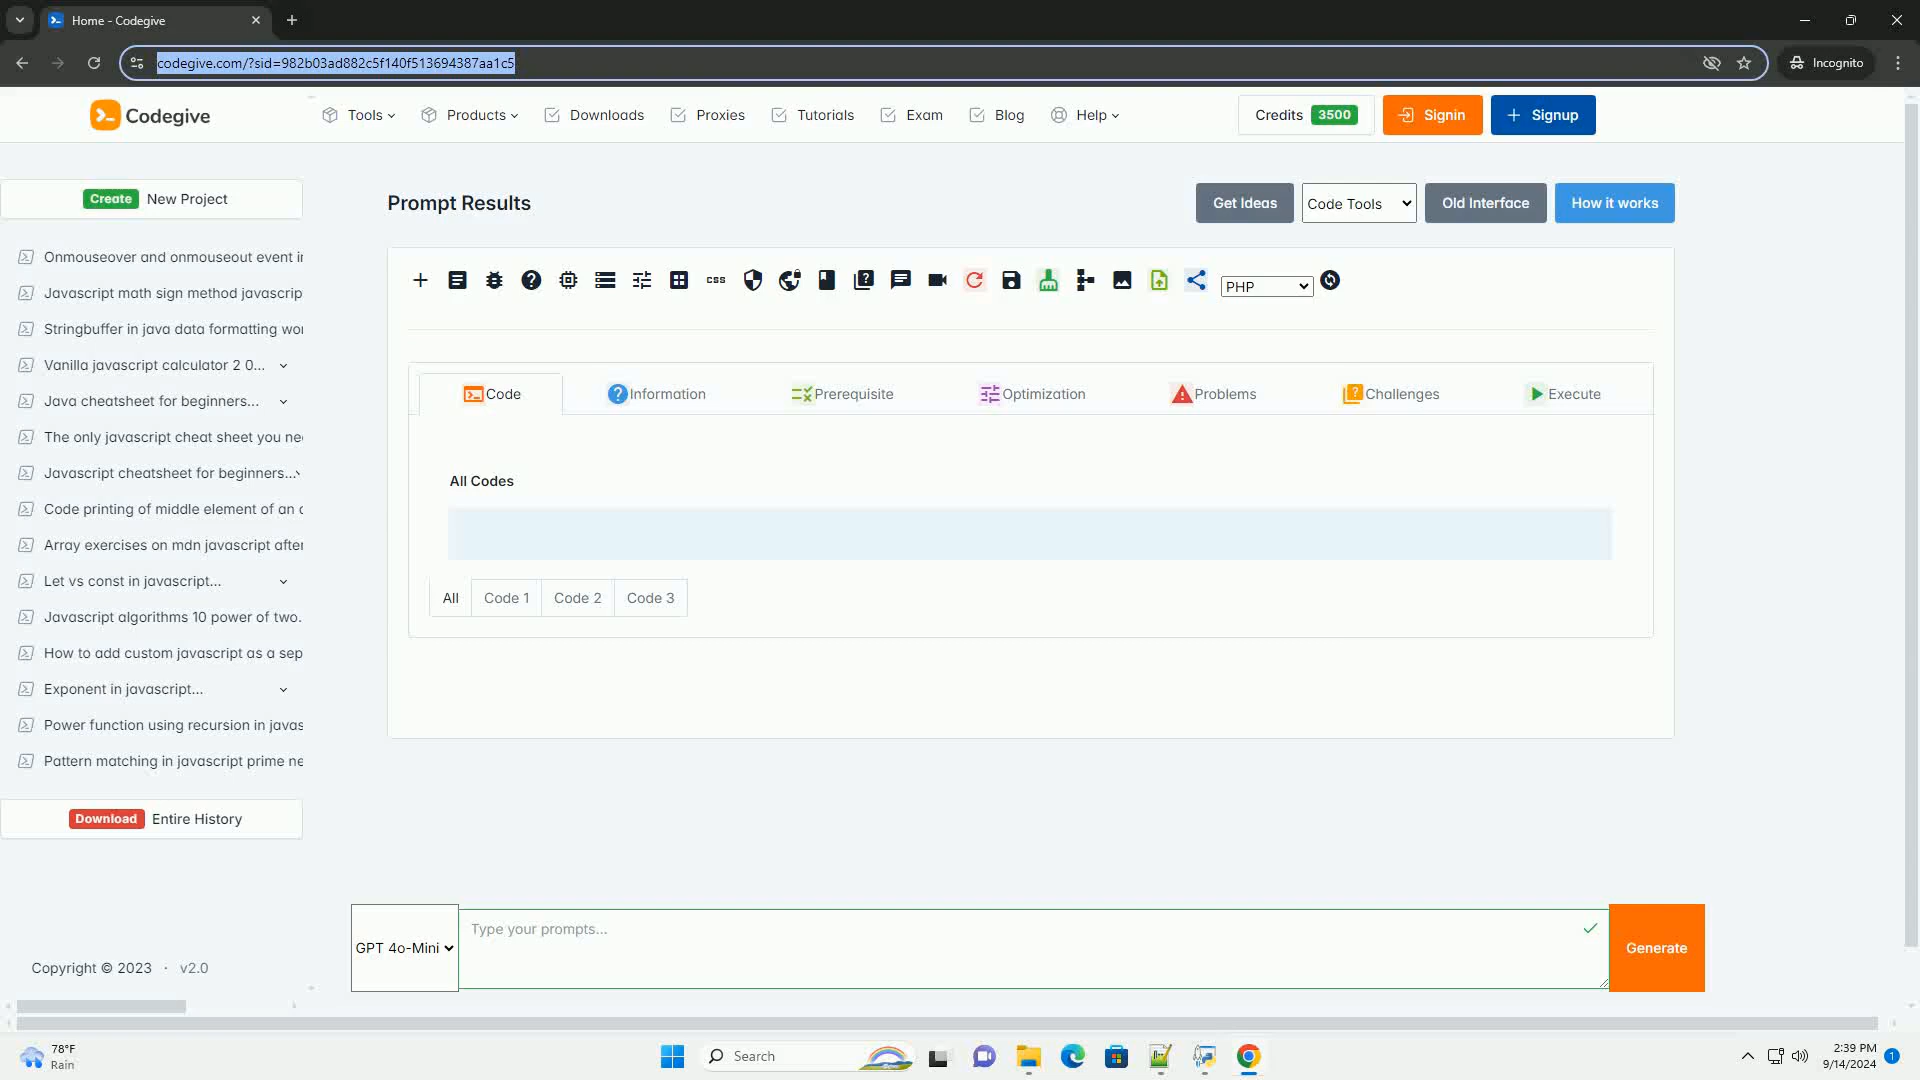 Home - Codegive
codegive.com/?sid=982b03ad882c5f140f513694387aa1c5
Incognito
Codegive
Tools
Products
Downloads
Proxies
Tutorials
Exam
Blog
Help
Credits 3500
Signin
Signup
Create New Project
Onmouseover and onmouseout event in
Javascript math sign method javascrip
Stringbuffer in java data formatting wor
Vanilla javascript calculator 2 0...
Java cheatsheet for beginners...
The only javascript cheat sheet you nee
Javascript cheatsheet for beginners...
Code printing of middle element of an a
Array exercises on mdn javascript after
Let vs const in javascript...
Javascript algorithms 10 power of two.
How to add custom javascript as a sep
Exponent in javascript...
Power function using recursion in javas
Pattern matching in javascript prime ne
Download Entire History
Copyright © 2023 · v2.0
Prompt Results
Get Ideas
Code Tools
Old Interface
How it works
css
PHP
Code
Information
Prerequisite
Optimization
Problems
Challenges
Execute
All Codes
All
Code 1
Code 2
Code 3
GPT 4o-Mini
Type your prompts...
Generate
78°F
Rain
Search
2:39 PM
9/14/2024
1